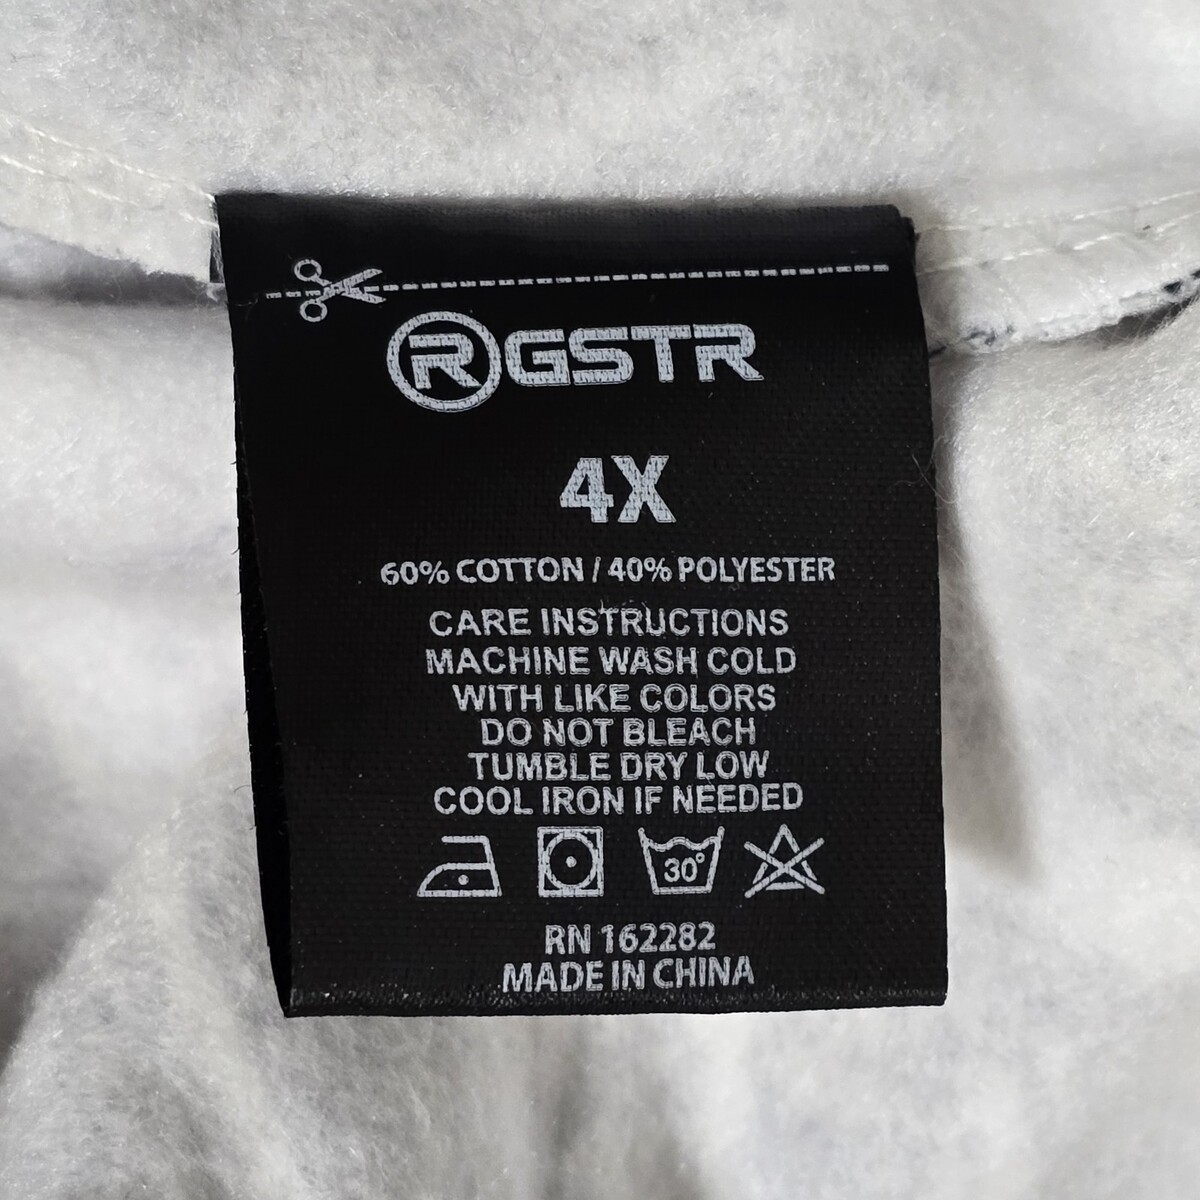 RGSTR
4X
60% COTTON / 40% POLYESTER
CARE INSTRUCTIONS
MACHINE WASH COLD
WITH LIKE COLORS
DO NOT BLEACH
TUMBLE DRY LOW
COOL IRON IF NEEDED
30°
RN 162282
MADE IN CHINA